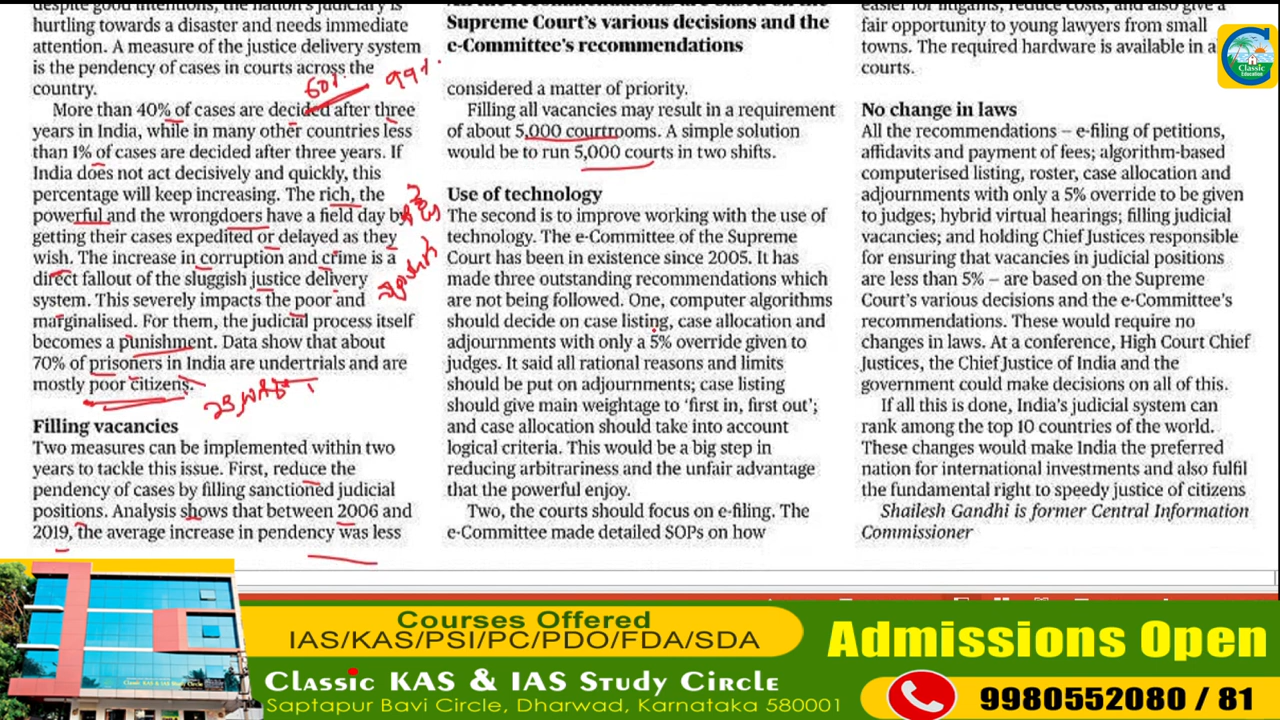 despite good intentions, the nation's judiciary is
hurtling towards a disaster and needs immediate
attention. A measure of the justice delivery system
is the pendency of cases in courts across the
country.
More than 40% of cases are decided after three
years in India, while in many other countries less
than 1% of cases are decided after three years. If
India does not act decisively and quickly, this
percentage will keep increasing. The rich, the
powerful and the wrongdoers have a field day by
getting their cases expedited or delayed as they
wish. The increase in corruption and crime is a
direct fallout of the sluggish justice delivery
system. This severely impacts the poor and
marginalised. For them, the judicial process itself
becomes a punishment. Data show that about
70% of prisoners in India are undertrials and are
mostly poor citizens.
Filling vacancies
Two measures can be implemented within two
years to tackle this issue. First, reduce the
pendency of cases by filling sanctioned judicial
positions. Analysis shows that between 2006 and
2019, the average increase in pendency was less
60%
99%
All the recommendations are based on the
Supreme Court's various decisions and the
e-Committee's recommendations
considered a matter of priority.
Filling all vacancies may result in a requirement
of about 5,000 courtrooms. A simple solution
would be to run 5,000 courts in two shifts.
Use of technology
The second is to improve working with the use of
technology. The e-Committee of the Supreme
Court has been in existence since 2005. It has
made three outstanding recommendations which
are not being followed. One, computer algorithms
should decide on case listing, case allocation and
adjournments with only a 5% override given to
judges. It said all rational reasons and limits
should be put on adjournments; case listing
should give main weightage to 'first in, first out';
and case allocation should take into account
logical criteria. This would be a big step in
reducing arbitrariness and the unfair advantage
that the powerful enjoy.
Two, the courts should focus on e-filing. The
e-Committee made detailed SOPs on how
easier for litigants, reduce costs, and also give a
fair opportunity to young lawyers from small
towns. The required hardware is available in a
courts.
No change in laws
All the recommendations – e-filing of petitions,
affidavits and payment of fees; algorithm-based
computerised listing, roster, case allocation and
adjournments with only a 5% override to be given
to judges; hybrid virtual hearings; filling judicial
vacancies; and holding Chief Justices responsible
for ensuring that vacancies in judicial positions
are less than 5% – are based on the Supreme
Court's various decisions and the e-Committee's
recommendations. These would require no
changes in laws. At a conference, High Court Chief
Justices, the Chief Justice of India and the
government could make decisions on all of this.
If all this is done, India's judicial system can
rank among the top 10 countries of the world.
These changes would make India the preferred
nation for international investments and also fulfil
the fundamental right to speedy justice of citizens
Shailesh Gandhi is former Central Information
Commissioner
Classic
Education
Courses Offered
IAS/KAS/PSI/PC/PDO/FDA/SDA
Classic KAS & IAS Study Circle
Saptapur Bavi Circle, Dharwad, Karnataka 580001
Admissions Open
9980552080 / 81